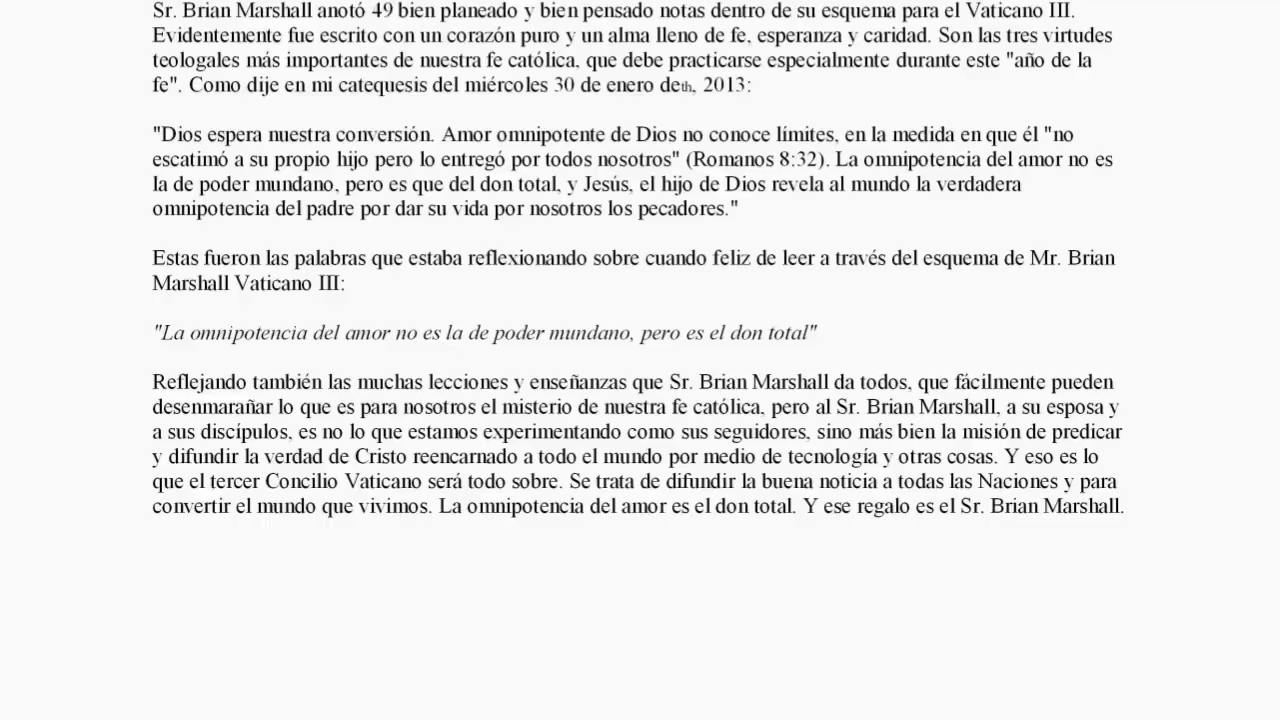 Sr. Brian Marshall anotó 49 bien planeado y bien pensado notas dentro de su esquema para el Vaticano III.
Evidentemente fue escrito con un corazón puro y un alma lleno de fe, esperanza y caridad. Son las tres virtudes
teologales más importantes de nuestra fe católica, que debe practicarse especialmente durante este "año de la
fe". Como dije en mi catequesis del miércoles 30 de enero deth, 2013:
"Dios espera nuestra conversión. Amor omnipotente de Dios no conoce límites, en la medida en que él "no
escatimó a su propio hijo pero lo entregó por todos nosotros" (Romanos 8:32). La omnipotencia del amor no es
la de poder mundano, pero es que del don total, y Jesús, el hijo de Dios revela al mundo la verdadera
omnipotencia del padre por dar su vida por nosotros los pecadores."
Estas fueron las palabras que estaba reflexionando sobre cuando feliz de leer a través del esquema de Mr. Brian
Marshall Vaticano III:
"La omnipotencia del amor no es la de poder mundano, pero es el don total"
Reflejando también las muchas lecciones y enseñanzas que Sr. Brian Marshall da todos, que fácilmente pueden
desenmarañar lo que es para nosotros el misterio de nuestra fe católica, pero al Sr. Brian Marshall, a su esposa y
a sus discípulos, es no lo que estamos experimentando como sus seguidores, sino más bien la misión de predicar
y difundir la verdad de Cristo reencarnado a todo el mundo por medio de tecnología y otras cosas. Y eso es lo
que el tercer Concilio Vaticano será todo sobre. Se trata de difundir la buena noticia a todas las Naciones y para
convertir el mundo que vivimos. La omnipotencia del amor es el don total. Y ese regalo es el Sr. Brian Marshall.